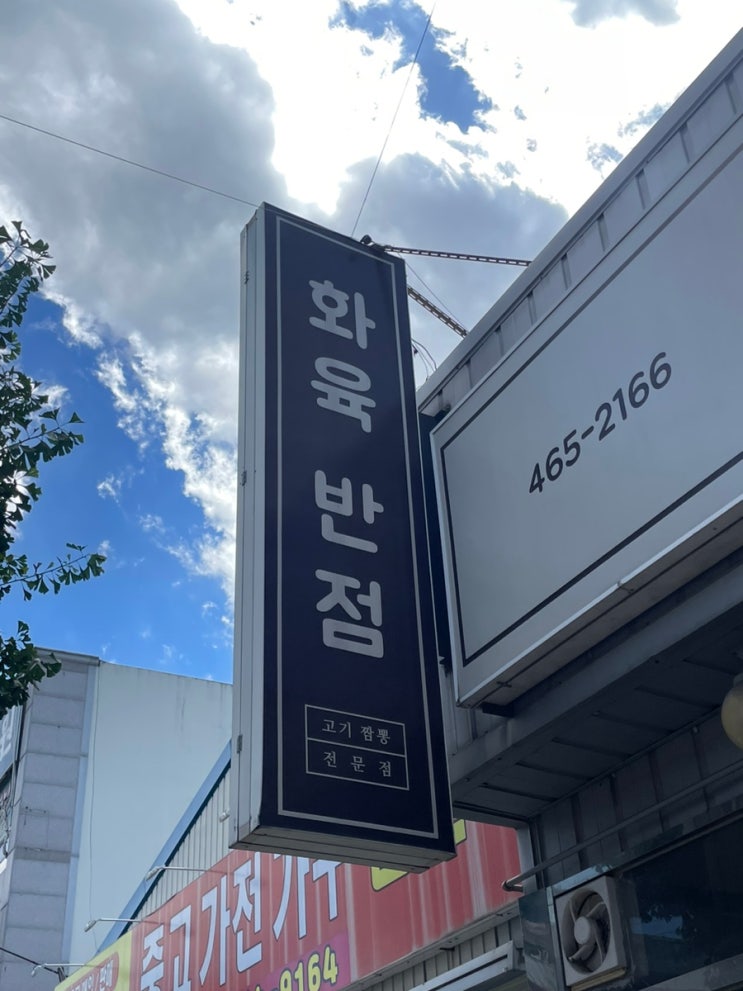 화육 반점
고기 짬뽕
전 문 점
465-2166
중고가전가구
9164